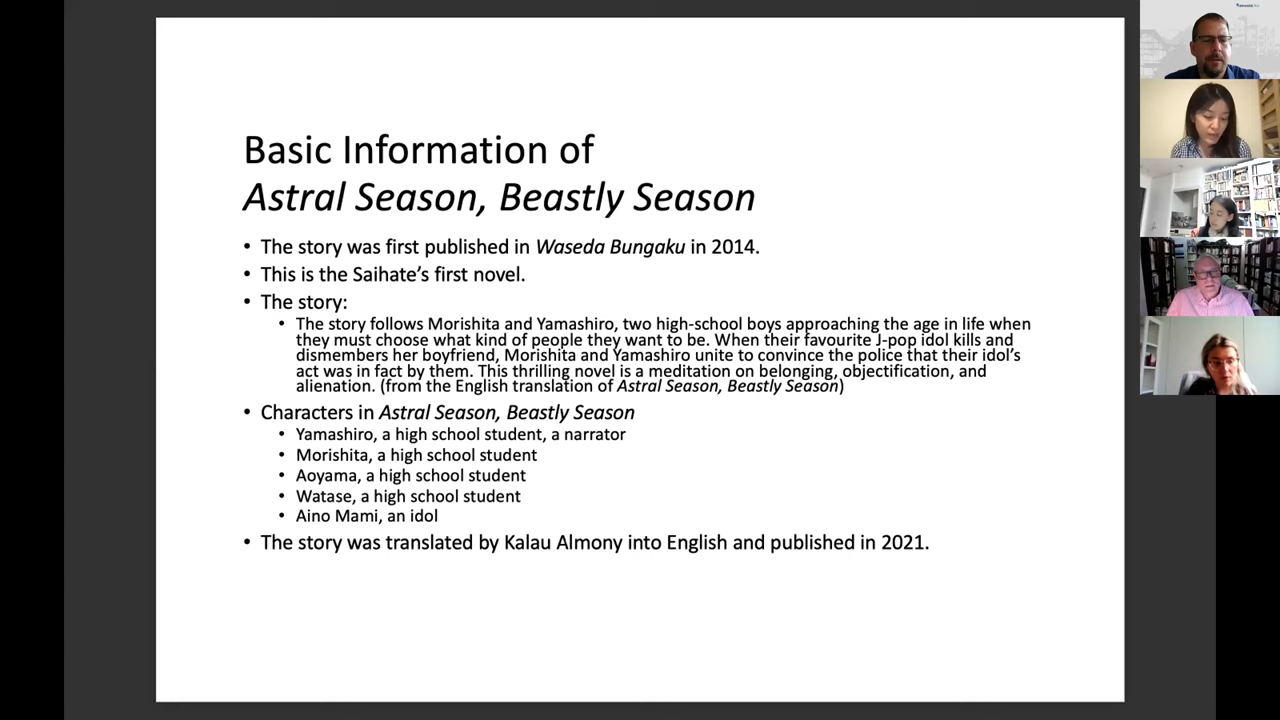 Basic Information of
Astral Season, Beastly Season
• The story was first published in Waseda Bungaku in 2014.
• This is the Saihate's first novel.
• The story:
• The story follows Morishita and Yamashiro, two high-school boys approaching the age in life when
they must choose what kind of people they want to be. When their favourite J-pop idol kills and
dismembers her boyfriend, Morishita and Yamashiro unite to convince the police that their idol's
act was in fact by them. This thrilling novel is a meditation on belonging, objectification, and
alienation. (from the English translation of Astral Season, Beastly Season)
• Characters in Astral Season, Beastly Season
• Yamashiro, a high school student, a narrator
• Morishita, a high school student
• Aoyama, a high school student
• Watase, a high school student
• Aino Mami, an idol
• The story was translated by Kalau Almony into English and published in 2021.